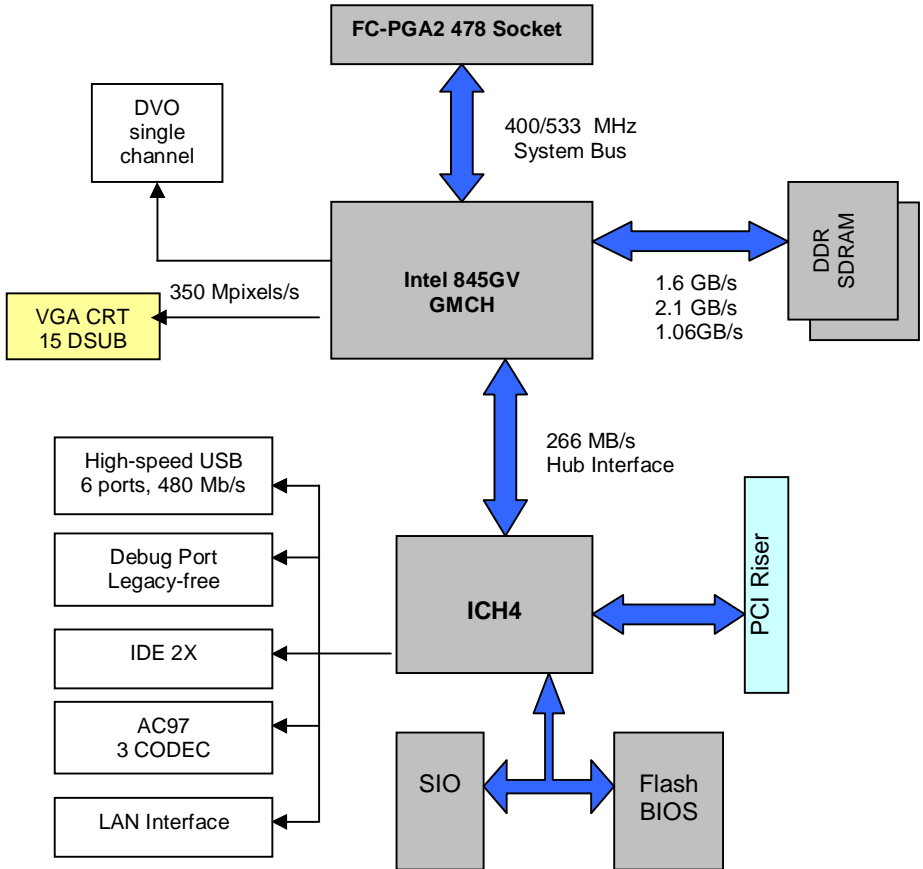 FC-PGA2 478 Socket
DVO
single
channel
400/533 MHz
System Bus
Intel 845GV
GMCH
DDR
SDRAM
350 Mpixels/s
1.6 GB/s
2.1 GB/s
1.06GB/s
VGA CRT
15 DSUB
266 MB/s
Hub Interface
High-speed USB
6 ports, 480 Mb/s
Debug Port
Legacy-free
ICH4
PCI Riser
IDE 2X
AC97
3 CODEC
SIO
Flash
BIOS
LAN Interface